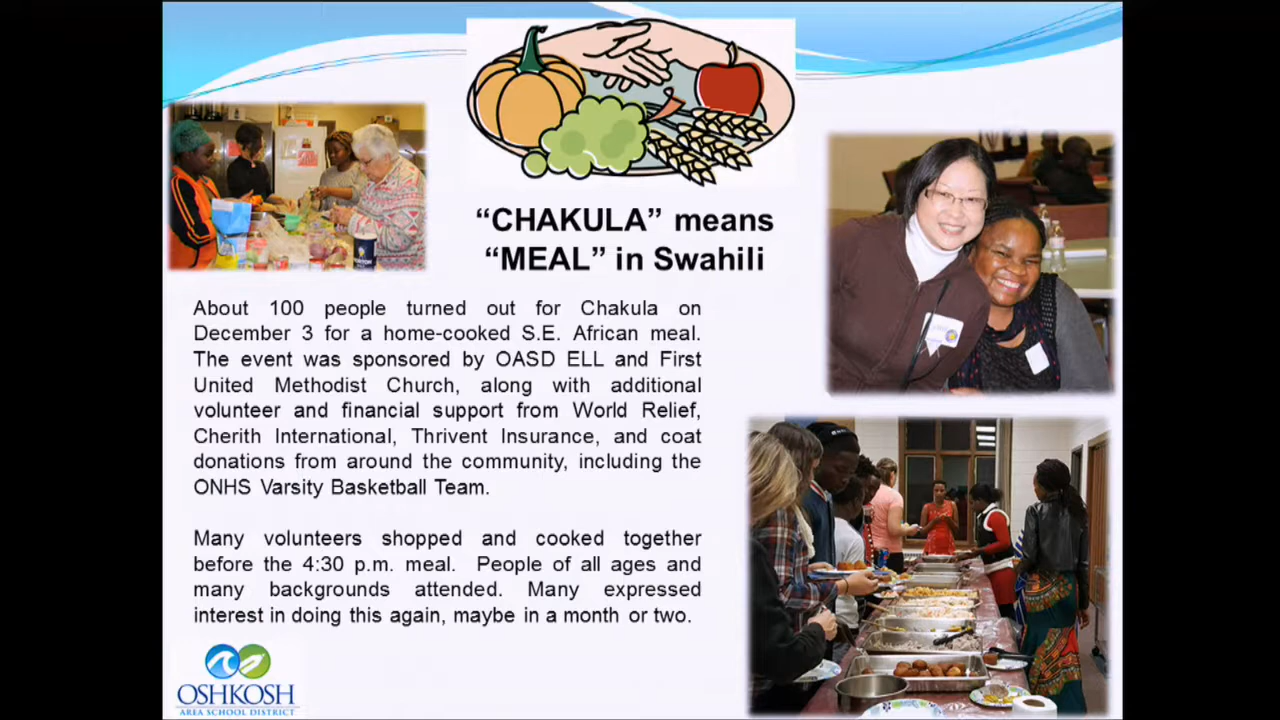 “CHAKULA” means
“MEAL” in Swahili
About 100 people turned out for Chakula on
December 3 for a home-cooked S.E. African meal.
The event was sponsored by OASD ELL and First
United Methodist Church, along with additional
volunteer and financial support from World Relief,
Cherith International, Thrivent Insurance, and coat
donations from around the community, including the
ONHS Varsity Basketball Team.
Many volunteers shopped and cooked together
before the 4:30 p.m. meal.  People of all ages and
many backgrounds attended. Many expressed
interest in doing this again, maybe in a month or two.
OSHKOSH
AREA SCHOOL DISTRICT